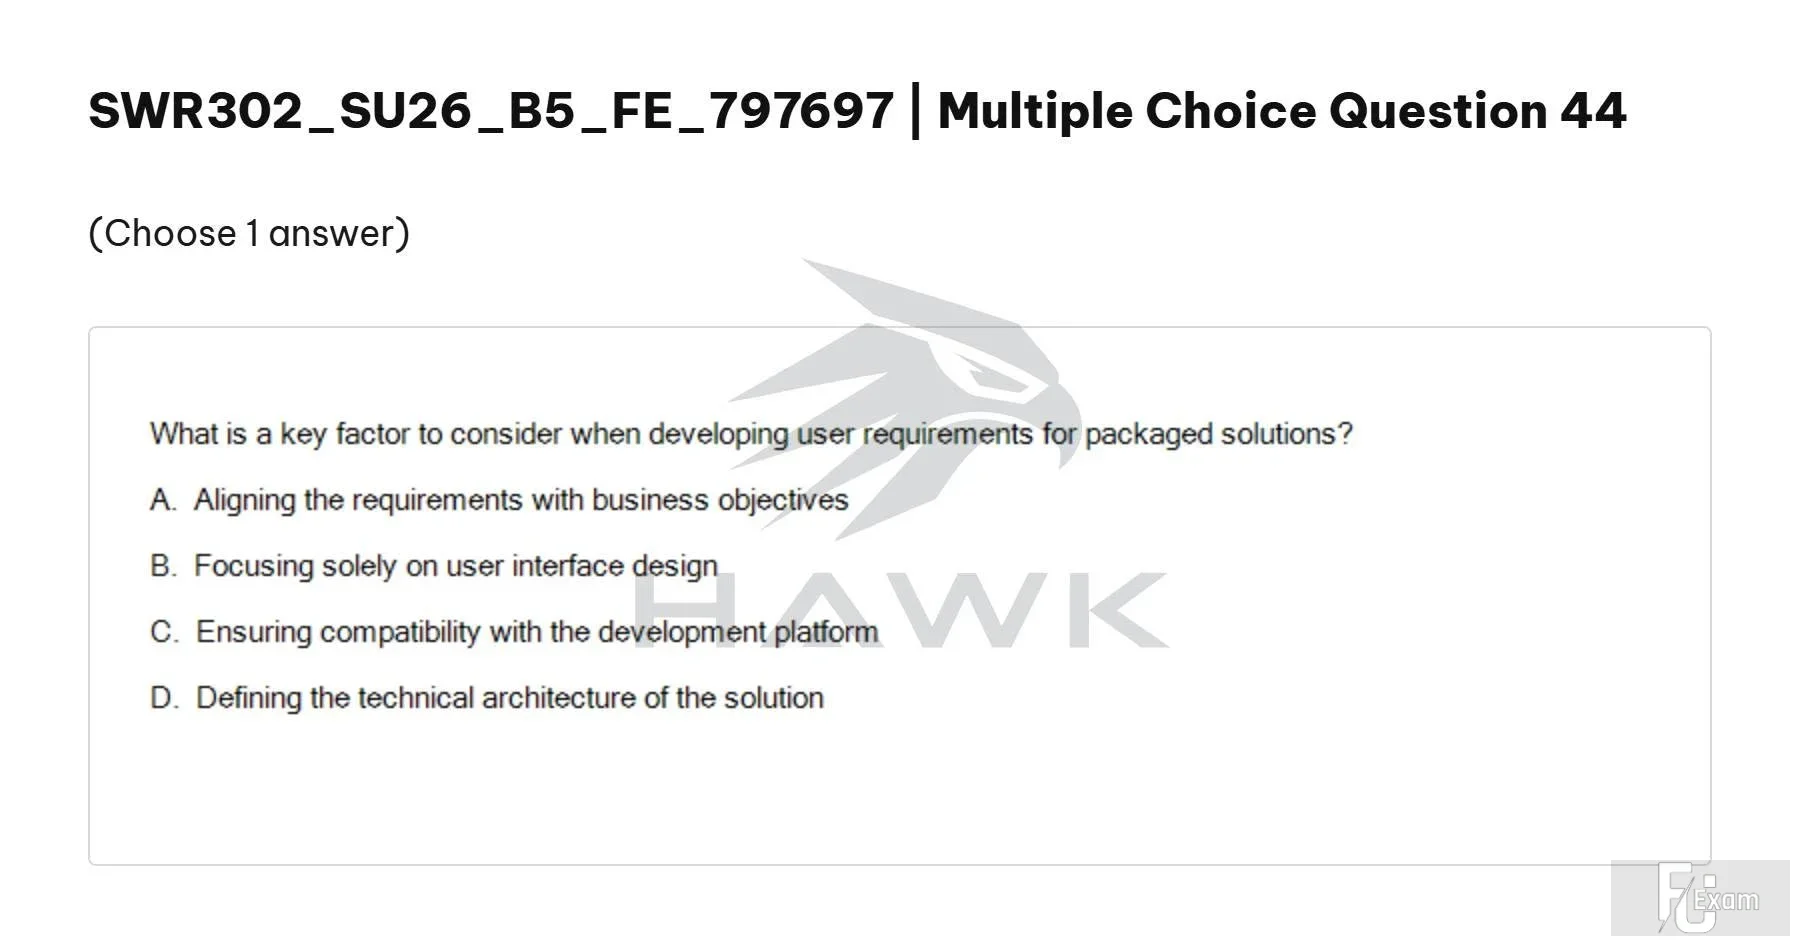 SWR302_SU26_B5_FE_797697 | Multiple Choice Question 44
(Choose 1 answer)
What is a key factor to consider when developing user requirements for packaged solutions?
A. Aligning the requirements with business objectives
B. Focusing solely on user interface design
HAWK
C. Ensuring compatibility with the development platform
D. Defining the technical architecture of the solution
FU Exam